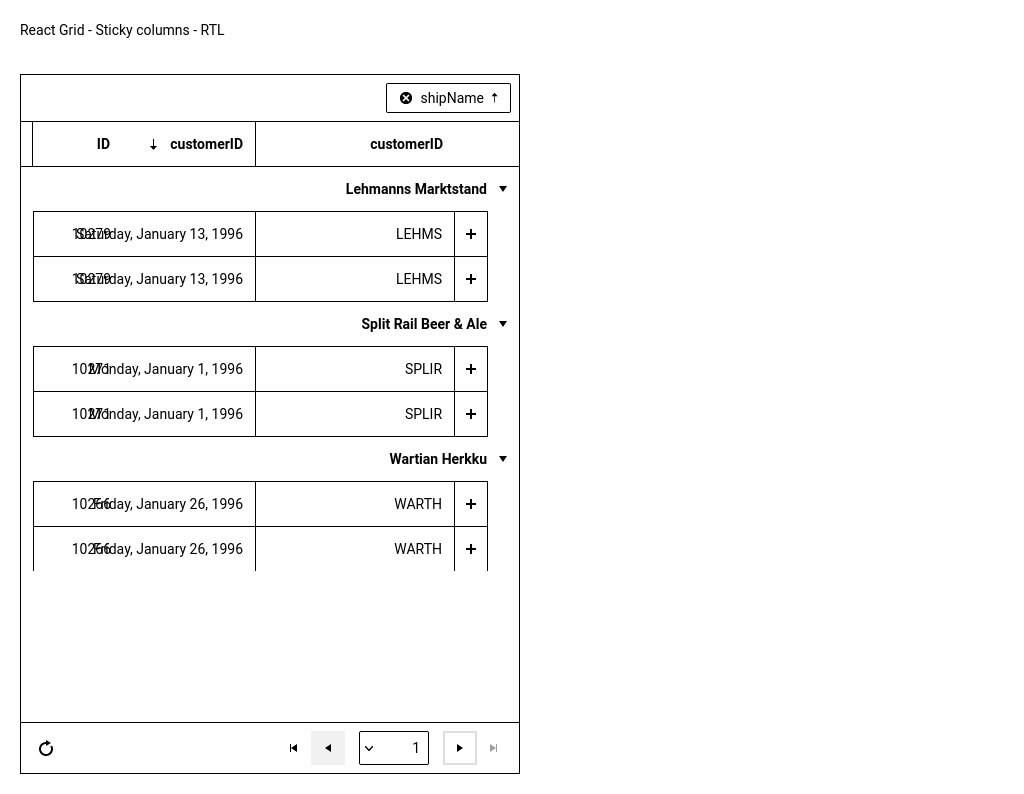 React Grid - Sticky columns - RTL
shipName
ID customerID customerID
Lehmanns Marktstand
10279 Saturday, January 13, 1996 LEHMS
10279 Saturday, January 13, 1996 LEHMS
Split Rail Beer & Ale
10271 Monday, January 1, 1996 SPLIR
10271 Monday, January 1, 1996 SPLIR
Wartian Herkku
10266 Friday, January 26, 1996 WARTH
10266 Friday, January 26, 1996 WARTH
1